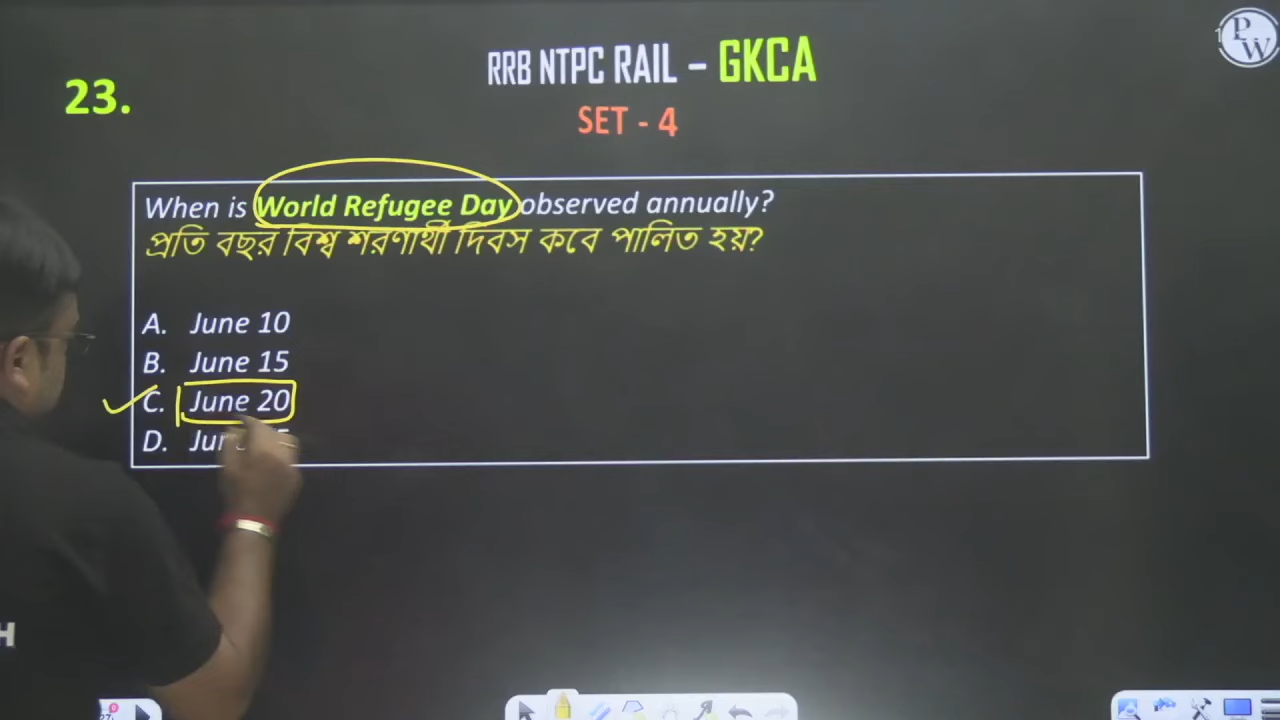 RRB NTPC RAIL – GKCA
PW
23.
SET - 4
When is World Refugee Day observed annually?
প্রতি বছর বিশ্ব শরণার্থী দিবস কবে পালিত হয়?
A. June 10
B. June 15
C. June 20
D.
H